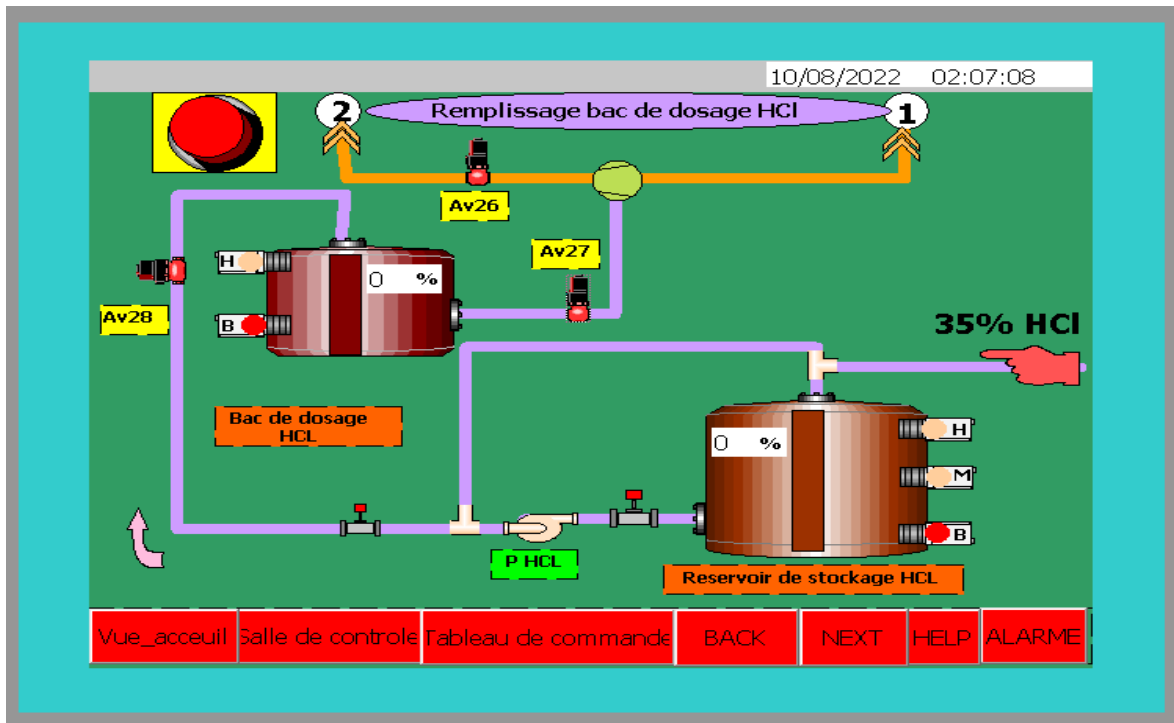 10/08/2022 02:07:08
2 Remplissage bac de dosage HCl 1
Av26
Av27
H
0 %
Av28
B
35% HCl
Bac de dosage
HCL
0 %
H
M
B
P HCL
Reservoir de stockage HCL
Vue_acceuil Salle de controle Tableau de commande BACK NEXT HELP ALARME